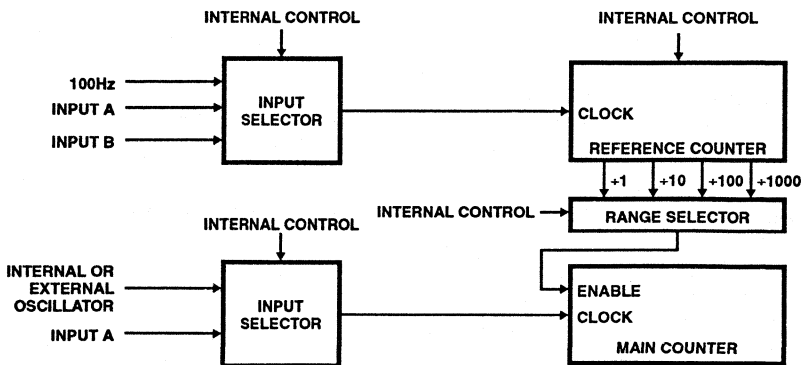 INTERNAL CONTROL
INTERNAL CONTROL
100Hz
INPUT A
INPUT B
INPUT
SELECTOR
CLOCK
REFERENCE COUNTER
÷1
÷10
÷100
÷1000
INTERNAL CONTROL
RANGE SELECTOR
INTERNAL CONTROL
INTERNAL OR
EXTERNAL
OSCILLATOR
INPUT A
INPUT
SELECTOR
ENABLE
CLOCK
MAIN COUNTER